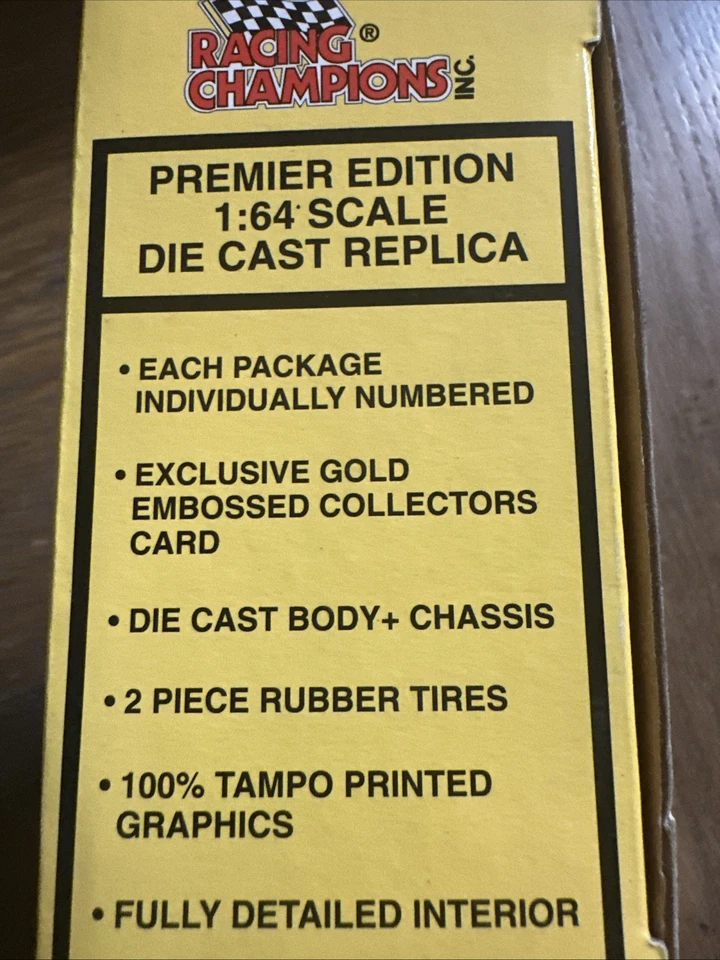 RACING®
CHAMPIONS INC.
PREMIER EDITION
1:64 SCALE
DIE CAST REPLICA
• EACH PACKAGE
INDIVIDUALLY NUMBERED
• EXCLUSIVE GOLD
EMBOSSED COLLECTORS
CARD
• DIE CAST BODY+ CHASSIS
• 2 PIECE RUBBER TIRES
• 100% TAMPO PRINTED
GRAPHICS
• FULLY DETAILED INTERIOR